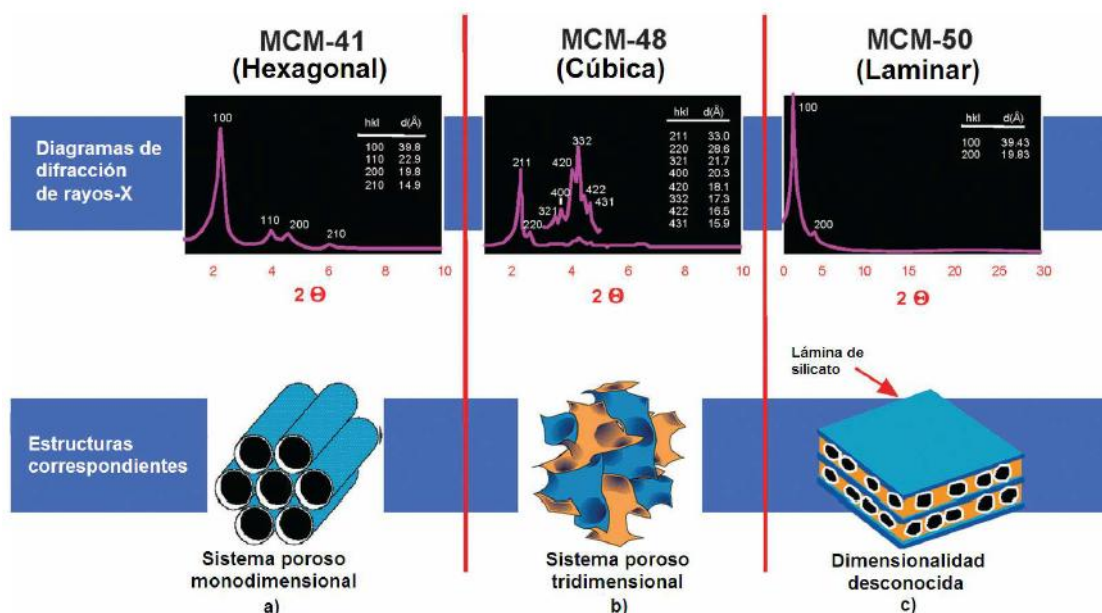 MCM-41
(Hexagonal)
MCM-48
(Cúbica)
MCM-50
(Laminar)
Diagramas de
difracción
de rayos-X
100
110
200
210
hkl d(Å)
100 39.8
110 22.9
200 19.8
210 14.9
2 4 6 8 10
2 Θ
211
220
321
400
420
332
422
431
hkl d(Å)
211 33.0
220 28.6
321 21.7
400 20.3
420 18.1
332 17.3
422 16.5
431 15.9
2 4 6 8 10
2 Θ
100
200
hkl d(Å)
100 39.43
200 19.83
0 5 10 15 20 25 30
2 Θ
Estructuras
correspondientes
Lámina de
silicato
Sistema poroso
monodimensional
a)
Sistema poroso
tridimensional
b)
Dimensionalidad
desconocida
c)